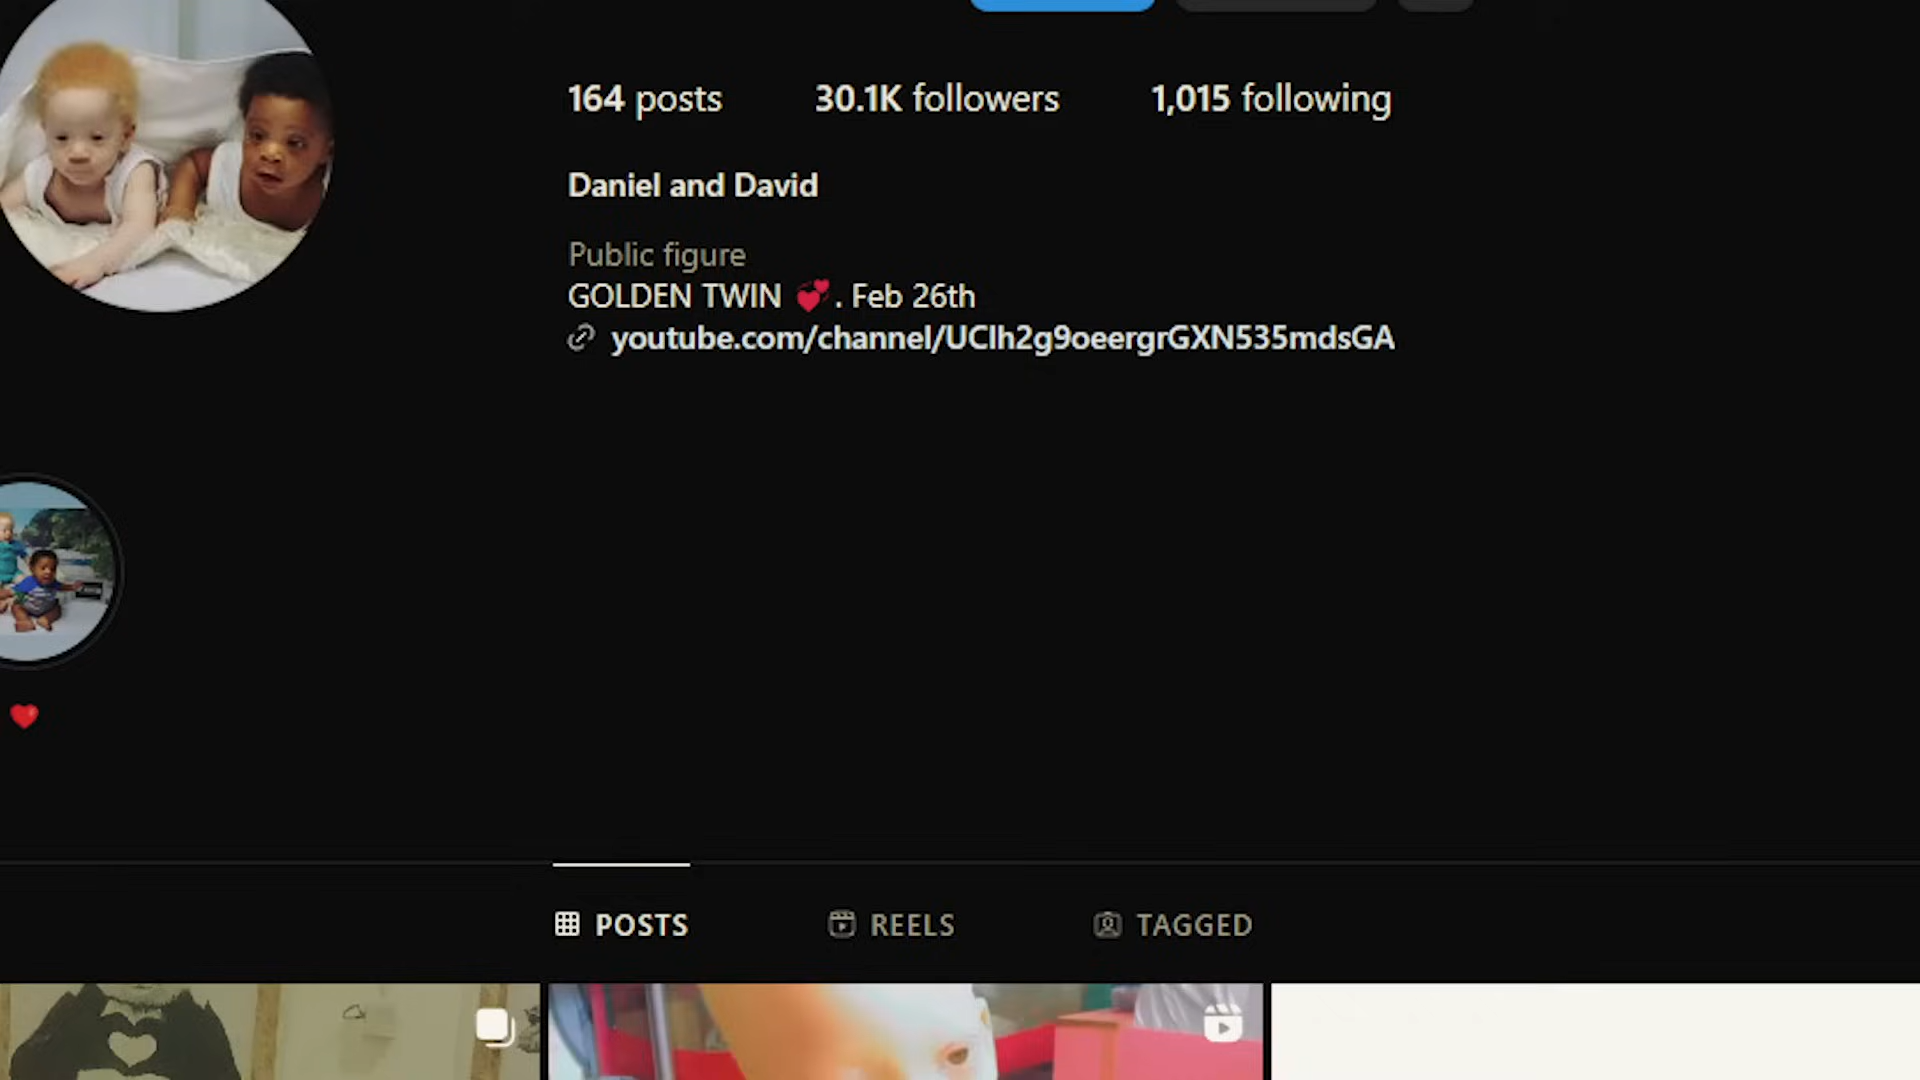 164 posts 30.1K followers 1,015 following
Daniel and David
Public figure
GOLDEN TWIN 💞. Feb 26th
youtube.com/channel/UClh2g9oeergrGXN535mdsGA
❤️
POSTS REELS TAGGED